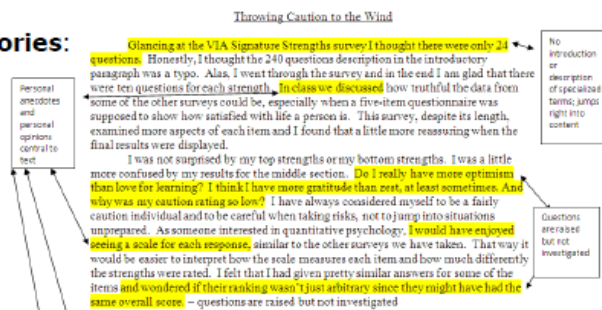 Throwing Caution to the Wind
ories:
Glancing at the VIA Signature Strengths survey I thought there were only 24
questions. Honestly, I thought the 240 questions description in the introductory
paragraph was a typo. Alas, I went through the survey and in the end I am glad that there
were ten questions for each strength. In class we discussed how truthful the data from
some of the other surveys could be, especially when a five-item questionnaire was
supposed to show how satisfied with life a person is. This survey, despite its length,
examined more aspects of each item and I found that a little more reassuring when the
final results were displayed.
I was not surprised by my top strengths or my bottom strengths. I was a little
more confused by my results for the middle section. Do I really have more optimism
than love for learning? I think I have more gratitude than zest, at least sometimes. And
why was my caution rating so low? I have always considered myself to be a fairly
caution individual and to be careful when taking risks, not to jump into situations
unprepared. As someone interested in quantitative psychology, I would have enjoyed
seeing a scale for each response, similar to the other surveys we have taken. That way it
would be easier to interpret how the scale measures each item and how much differently
the strengths were rated. I felt that I had given pretty similar answers for some of the
items and wondered if their ranking wasn't just arbitrary since they might have had the
same overall score. – questions are raised but not investigated
Personal
anecdotes
and
personal
opinions
central to
text
No
introduction
or
description
of specialized
terms; jumps
right into
content
Questions
are raised
but not
investigated